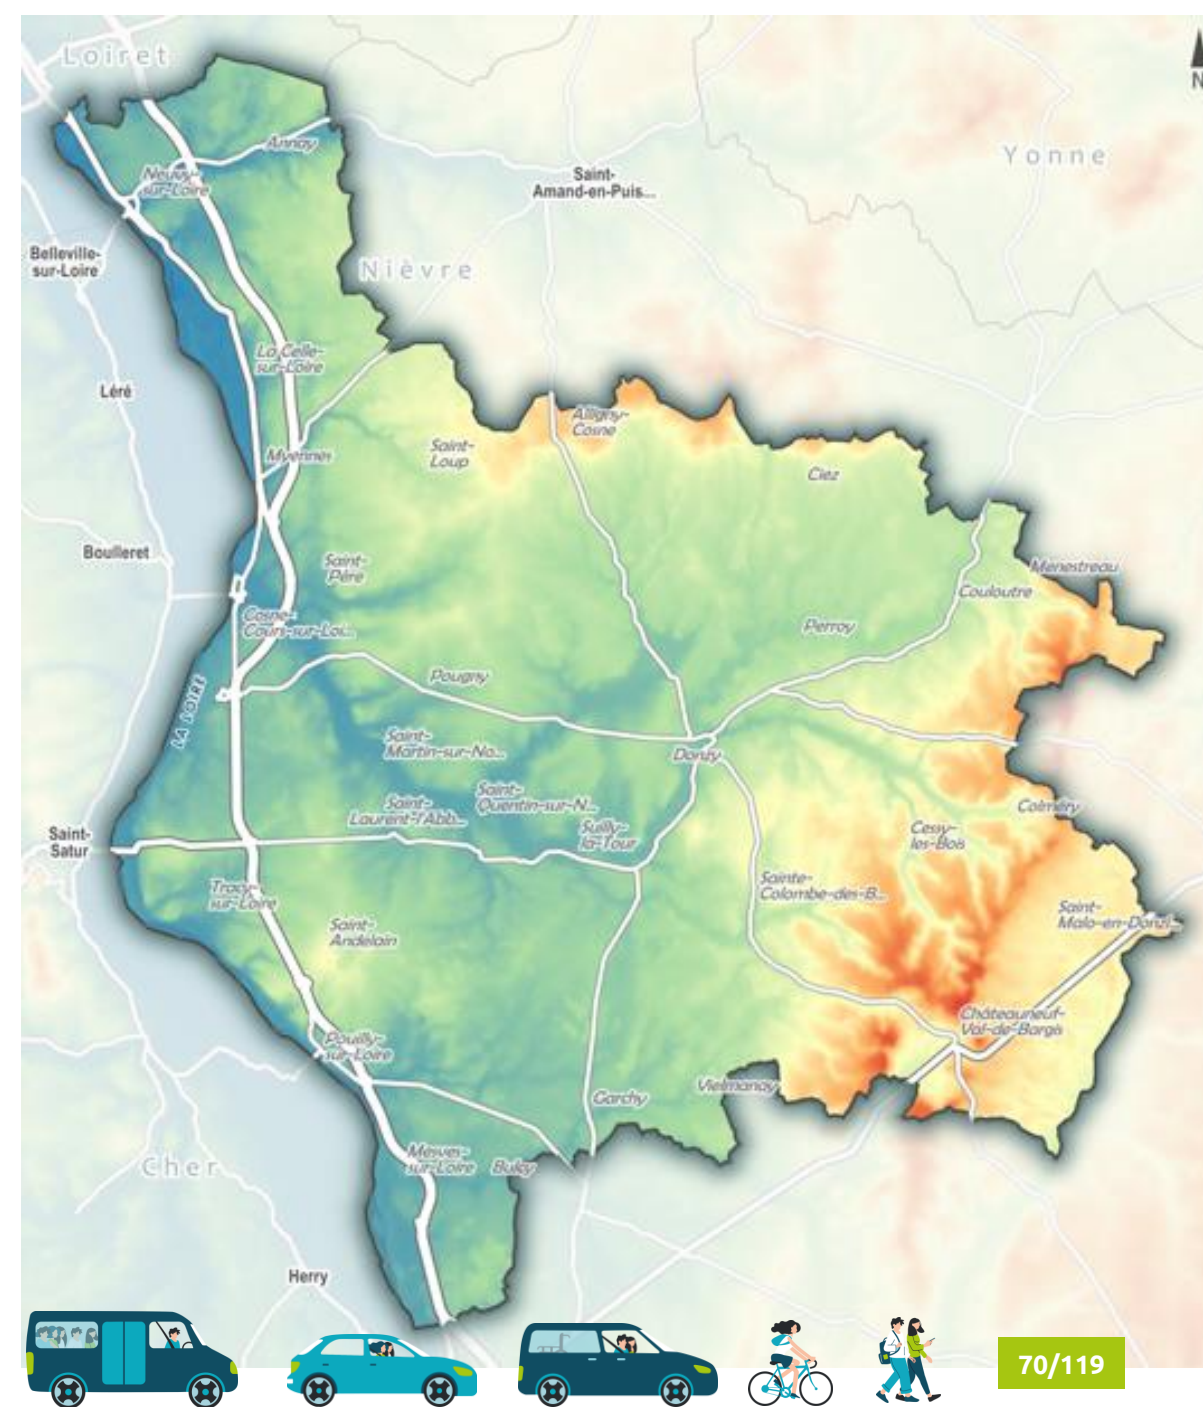 Loiret
N
Annay
Yonne
Neuvy-
sur-Loire
Saint-
Amand-en-Puis...
Belleville-
sur-Loire
Nièvre
La Celle-
sur-Loire
Léré
Alligny-
Cosne
Myennes
Saint-
Loup
Ciez
Boulleret
Saint-
Père
Menestreau
Couloutre
Cosne-
Cours-sur-Loi...
Perroy
Pougny
LA LOIRE
Saint-
Martin-sur-No...
Donzy
Saint-
Quentin-sur-N...
Saint-
Laurent-l'Abb...
Colméry
Saint-
Satur
Suilly-
la-Tour
Cessy-
les-Bois
Tracy-
sur-Loire
Sainte-
Colombe-des-B...
Saint-
Malo-en-Donzi...
Saint-
Andelain
Châteauneuf-
Val-de-Bargis
Pouilly-
sur-Loire
Vielmanay
Garchy
Mesves-
sur-Loire
Bulcy
Cher
Herry
70/119